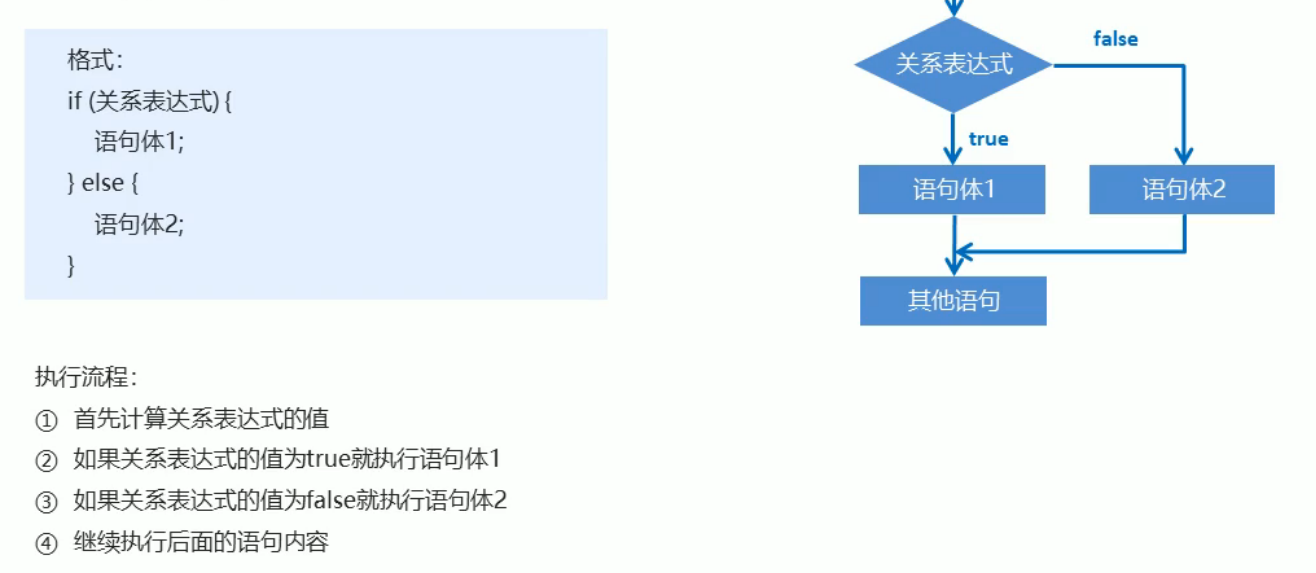 格式：
if (关系表达式) {
语句体1;
} else {
语句体2;
}
关系表达式
false
true
语句体1
语句体2
其他语句
执行流程：
① 首先计算关系表达式的值
② 如果关系表达式的值为true就执行语句体1
③ 如果关系表达式的值为false就执行语句体2
④ 继续执行后面的语句内容